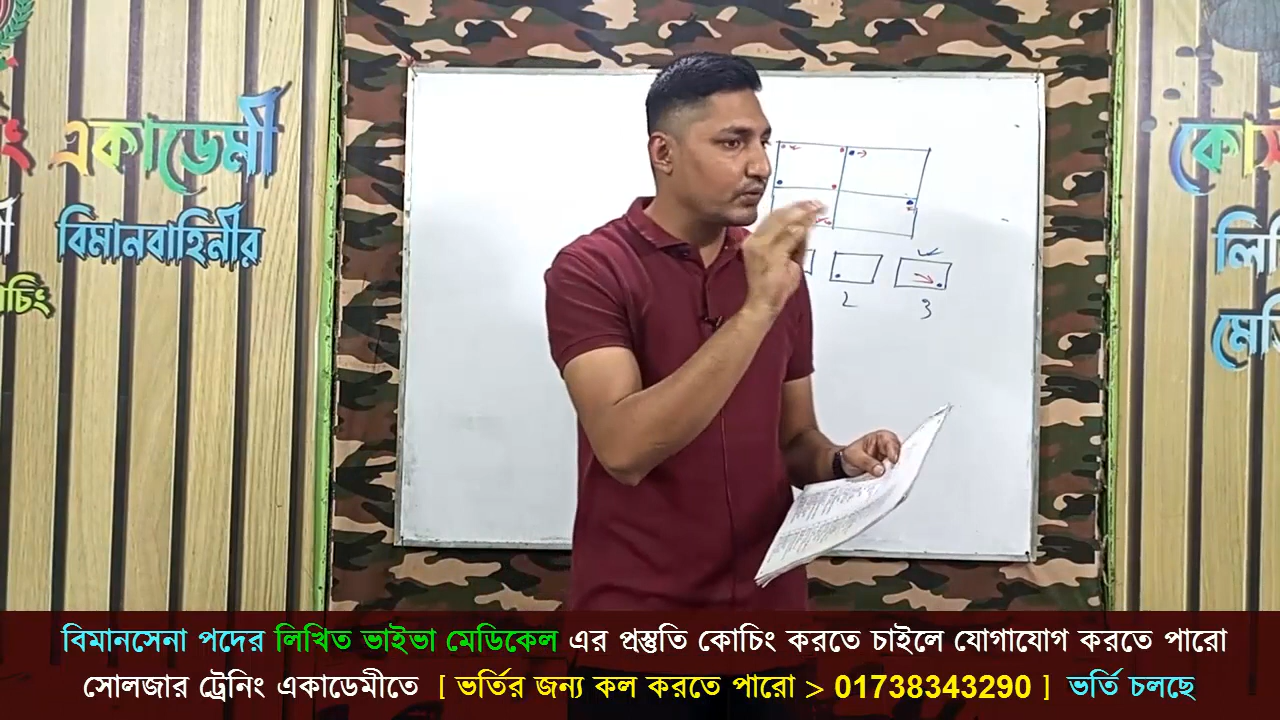 একাডেমী
বিমানবাহিনীর
2
3
বিমানসেনা পদের লিখিত ভাইভা মেডিকেল এর প্রস্তুতি কোচিং করতে চাইলে যোগাযোগ করতে পারো
সোলজার ট্রেনিং একাডেমীতে [ ভর্তির জন্য কল করতে পারো > 01738343290 ] ভর্তি চলছে